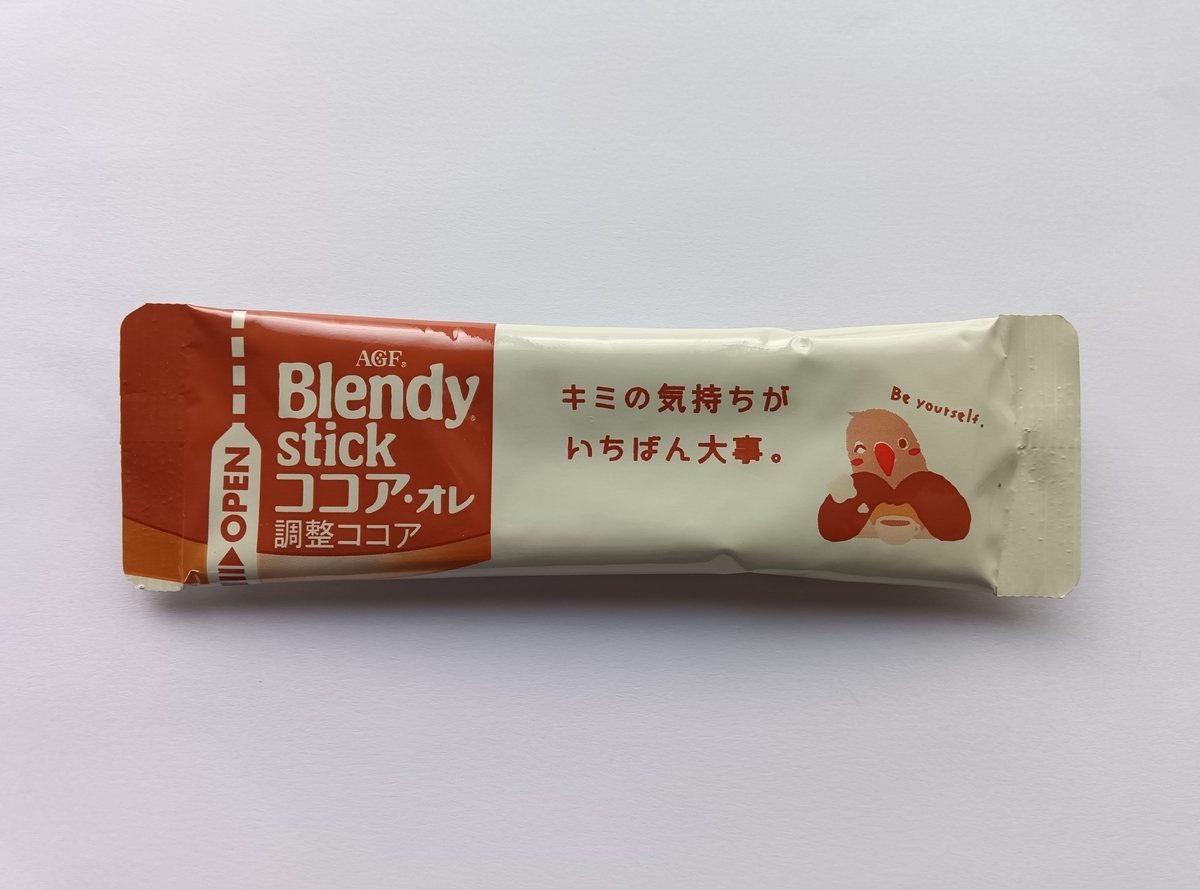 OPEN
AGF®
Blendy®
stick
ココア・オレ
調整ココア
キミの気持ちが
いちばん大事。
Be yourself.